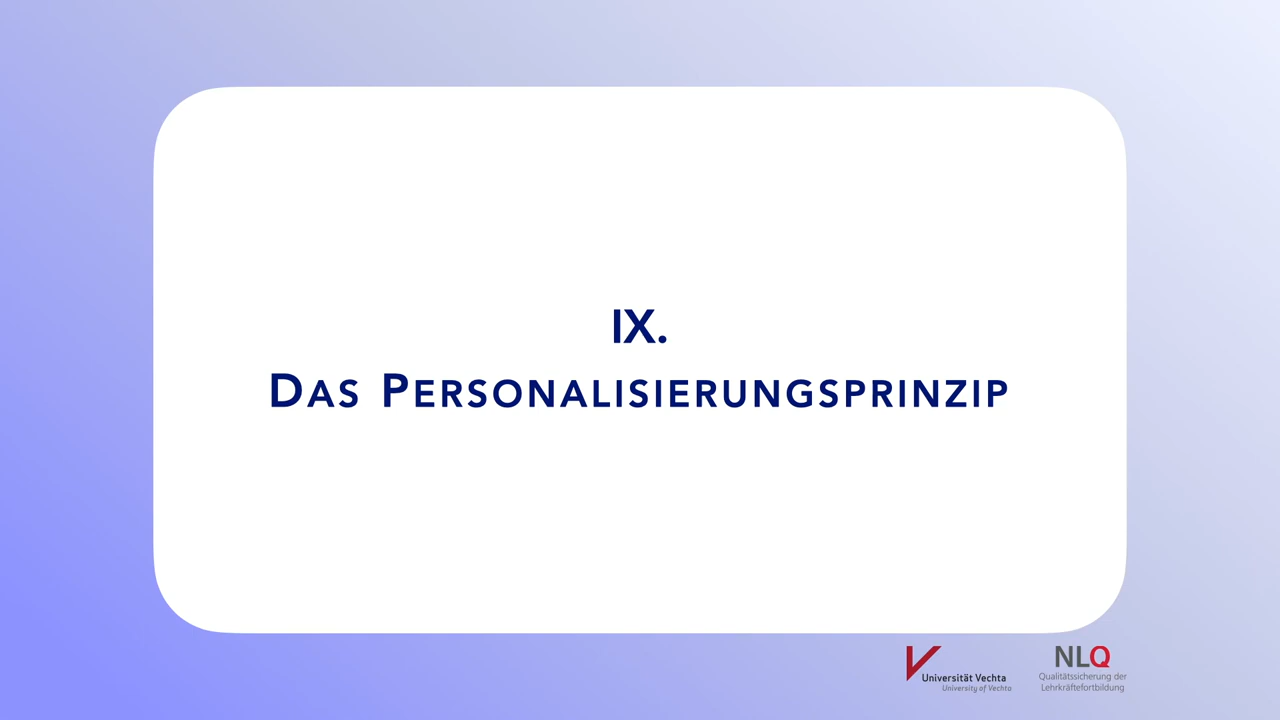 IX.
Das Personalisierungsprinzip
Universität Vechta
University of Vechta
NLQ
Qualitätssicherung der
Lehrkräftefortbildung